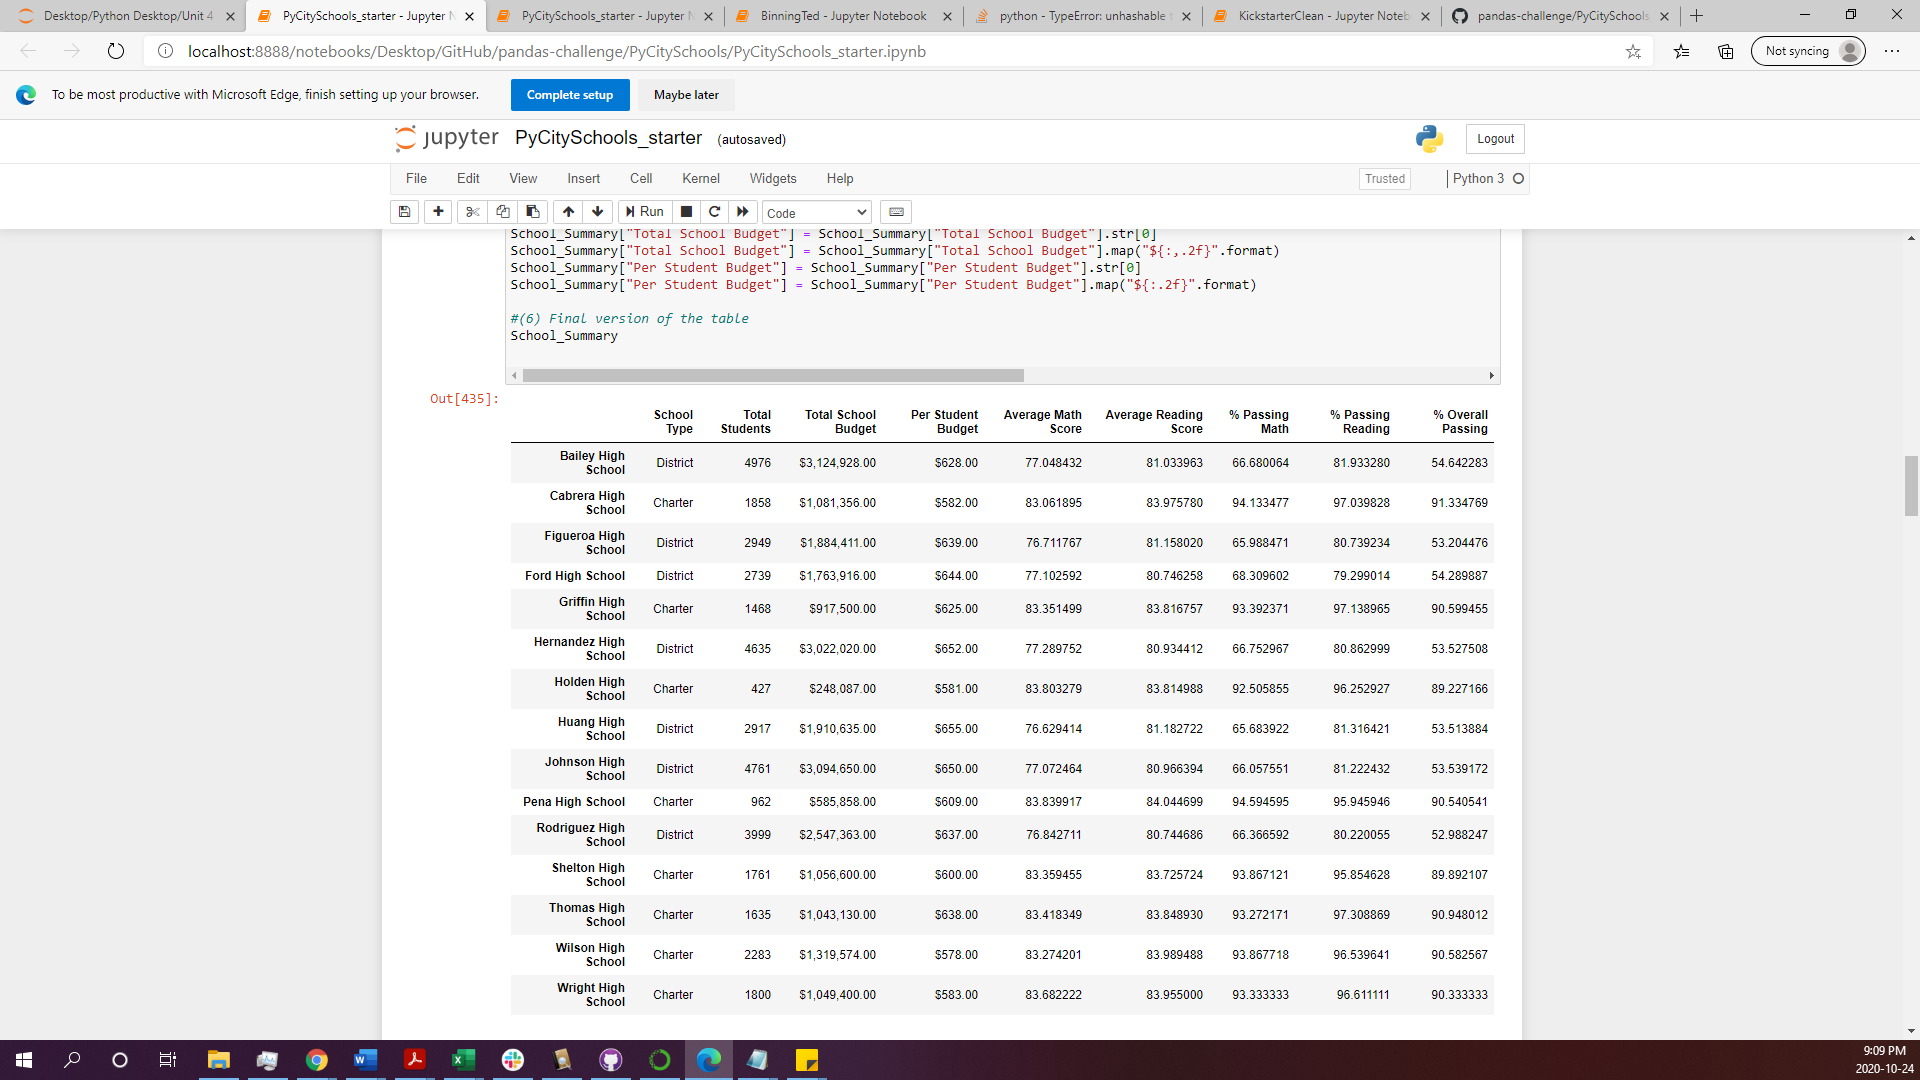 Desktop/Python Desktop/Unit 4
PyCitySchools_starter - Jupyter N
PyCitySchools_starter - Jupyter N
BinningTed - Jupyter Notebook
python - TypeError: unhashable t
KickstarterClean - Jupyter Noteb
pandas-challenge/PyCitySchools
localhost:8888/notebooks/Desktop/GitHub/pandas-challenge/PyCitySchools/PyCitySchools_starter.ipynb
Not syncing
To be most productive with Microsoft Edge, finish setting up your browser.
Complete setup
Maybe later
jupyter PyCitySchools_starter (autosaved)
Logout
File Edit View Insert Cell Kernel Widgets Help
Trusted
Python 3
Run
Code
School_Summary["Total School Budget"] = School_Summary["Total School Budget"].str[0]
School_Summary["Total School Budget"] = School_Summary["Total School Budget"].map("${:,.2f}".format)
School_Summary["Per Student Budget"] = School_Summary["Per Student Budget"].str[0]
School_Summary["Per Student Budget"] = School_Summary["Per Student Budget"].map("${:.2f}".format)
#(6) Final version of the table
School_Summary
Out[435]:
School Type Total Students Total School Budget Per Student Budget Average Math Score Average Reading Score % Passing Math % Passing Reading % Overall Passing
Bailey High School District 4976 $3,124,928.00 $628.00 77.048432 81.033963 66.680064 81.933280 54.642283
Cabrera High School Charter 1858 $1,081,356.00 $582.00 83.061895 83.975780 94.133477 97.039828 91.334769
Figueroa High School District 2949 $1,884,411.00 $639.00 76.711767 81.158020 65.988471 80.739234 53.204476
Ford High School District 2739 $1,763,916.00 $644.00 77.102592 80.746258 68.309602 79.299014 54.289887
Griffin High School Charter 1468 $917,500.00 $625.00 83.351499 83.816757 93.392371 97.138965 90.599455
Hernandez High School District 4635 $3,022,020.00 $652.00 77.289752 80.934412 66.752967 80.862999 53.527508
Holden High School Charter 427 $248,087.00 $581.00 83.803279 83.814988 92.505855 96.252927 89.227166
Huang High School District 2917 $1,910,635.00 $655.00 76.629414 81.182722 65.683922 81.316421 53.513884
Johnson High School District 4761 $3,094,650.00 $650.00 77.072464 80.966394 66.057551 81.222432 53.539172
Pena High School Charter 962 $585,858.00 $609.00 83.839917 84.044699 94.594595 95.945946 90.540541
Rodriguez High School District 3999 $2,547,363.00 $637.00 76.842711 80.744686 66.366592 80.220055 52.988247
Shelton High School Charter 1761 $1,056,600.00 $600.00 83.359455 83.725724 93.867121 95.854628 89.892107
Thomas High School Charter 1635 $1,043,130.00 $638.00 83.418349 83.848930 93.272171 97.308869 90.948012
Wilson High School Charter 2283 $1,319,574.00 $578.00 83.274201 83.989488 93.867718 96.539641 90.582567
Wright High School Charter 1800 $1,049,400.00 $583.00 83.682222 83.955000 93.333333 96.611111 90.333333
9:09 PM
2020-10-24